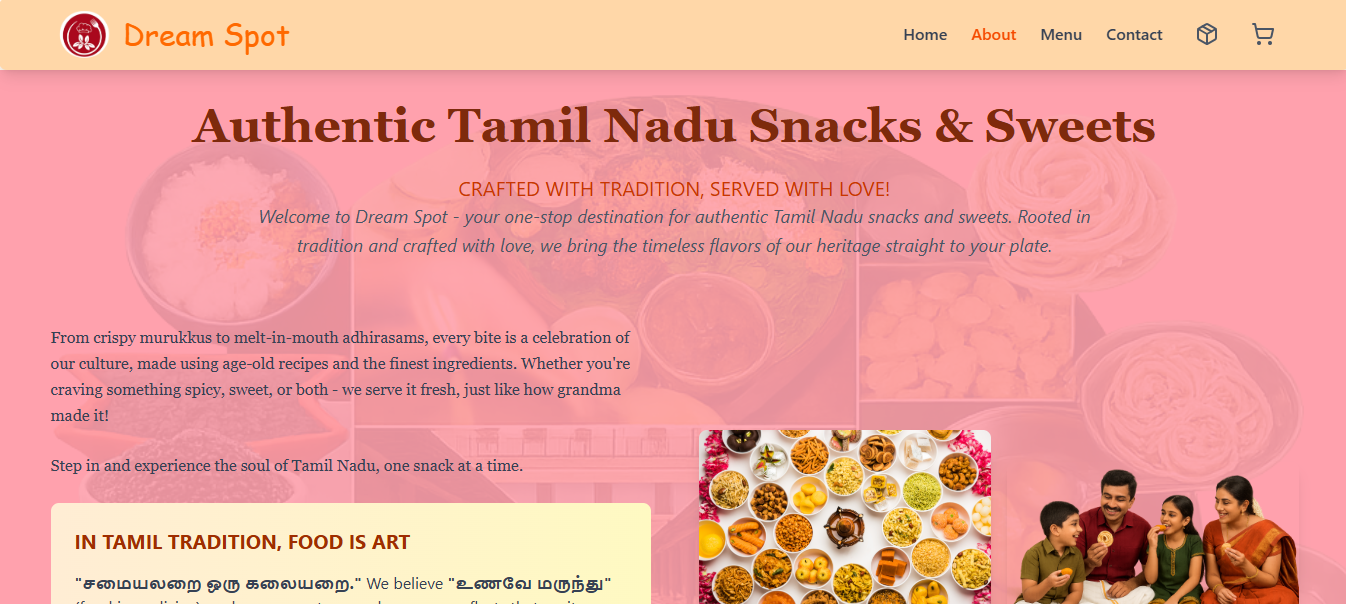 Dream Spot
Home
About
Menu
Contact
Authentic Tamil Nadu Snacks & Sweets
CRAFTED WITH TRADITION, SERVED WITH LOVE!
Welcome to Dream Spot - your one-stop destination for authentic Tamil Nadu snacks and sweets. Rooted in
tradition and crafted with love, we bring the timeless flavors of our heritage straight to your plate.
From crispy murukkus to melt-in-mouth adhirasams, every bite is a celebration of
our culture, made using age-old recipes and the finest ingredients. Whether you're
craving something spicy, sweet, or both - we serve it fresh, just like how grandma
made it!
Step in and experience the soul of Tamil Nadu, one snack at a time.
IN TAMIL TRADITION, FOOD IS ART
"சமையலறை ஒரு கலையறை." We believe "உணவே மருந்து"